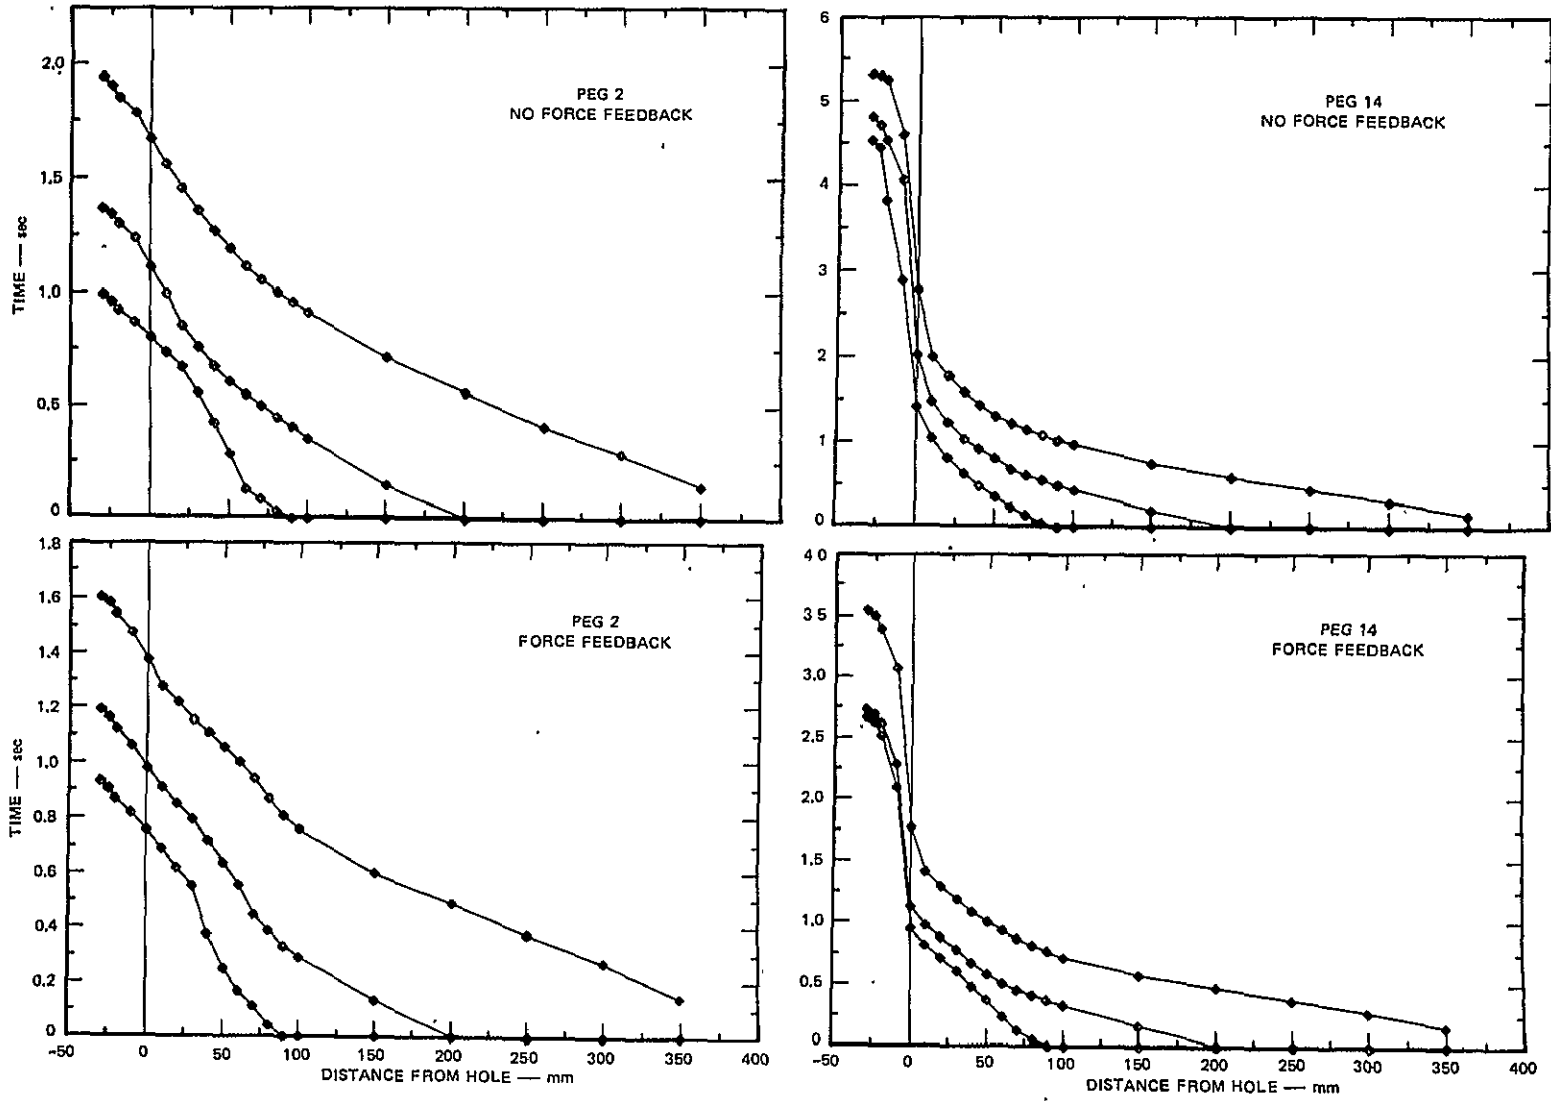 PEG 2
NO FORCE FEEDBACK
2.0
1.5
1.0
0.5
0
TIME — sec
PEG 14
NO FORCE FEEDBACK
6
5
4
3
2
1
0
PEG 2
FORCE FEEDBACK
1.8
1.6
1.4
1.2
1.0
0.8
0.6
0.4
0.2
0
TIME — sec
-50 0 50 100 150 200 250 300 350 400
DISTANCE FROM HOLE — mm
PEG 14
FORCE FEEDBACK
4 0
3 5
3.0
2.5
2.0
1.5
1.0
0.5
0
-50 0 50 100 150 200 250 300 350 400
DISTANCE FROM HOLE — mm